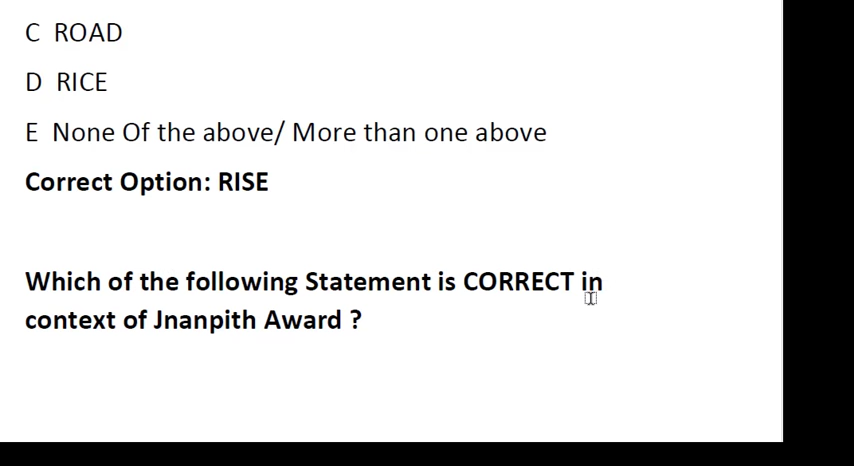 C ROAD
D RICE
E None Of the above/ More than one above
Correct Option: RISE
Which of the following Statement is CORRECT in
context of Jnanpith Award ?